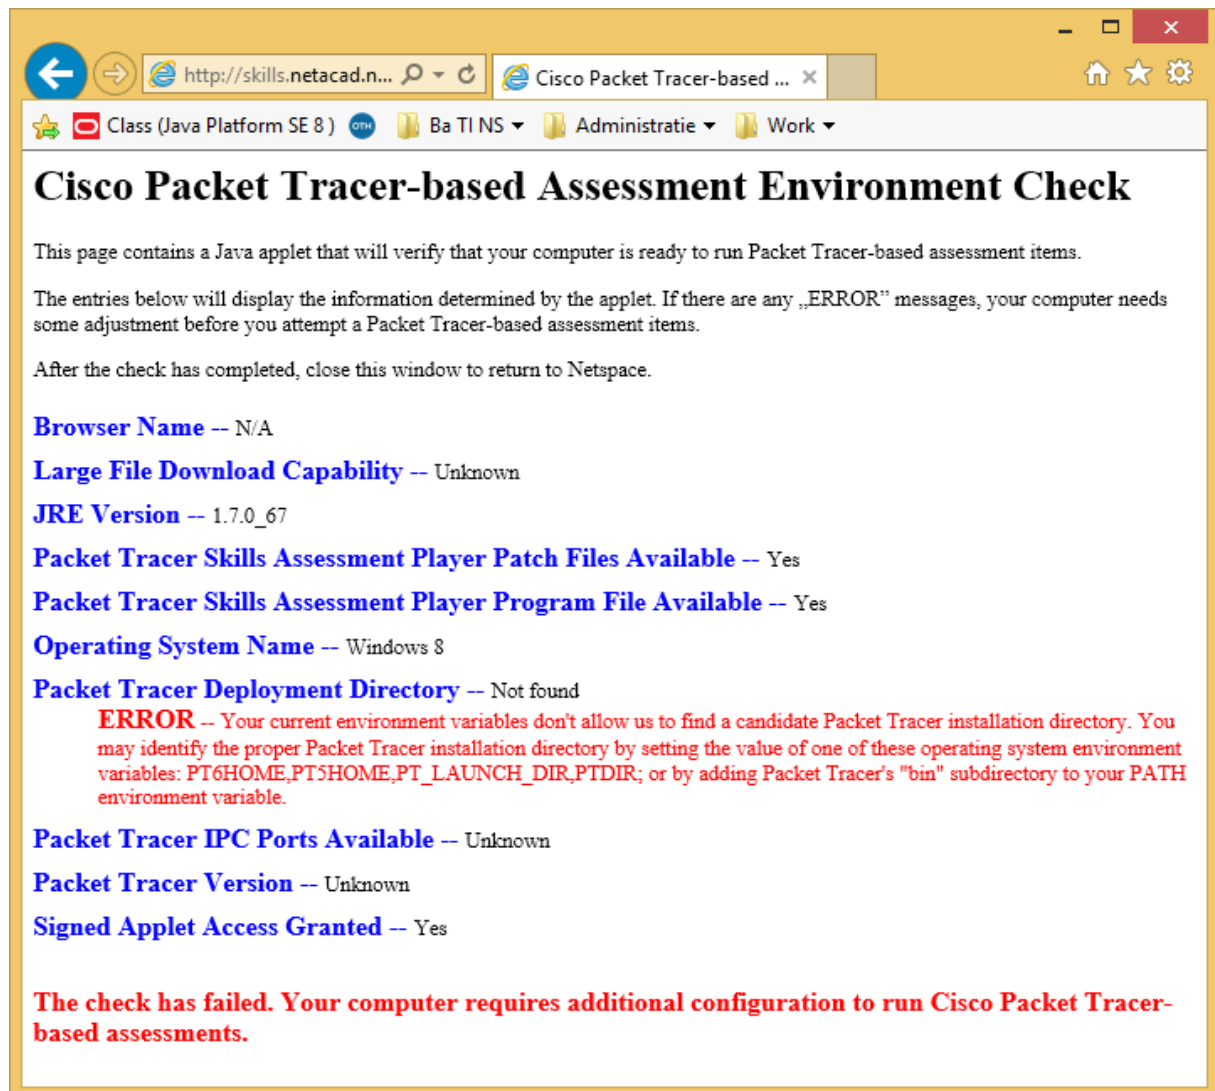 http://skills.netacad.n...
Cisco Packet Tracer-based ...
Class (Java Platform SE 8 )
OTH
Ba TI NS
Administratie
Work
Cisco Packet Tracer-based Assessment Environment Check
This page contains a Java applet that will verify that your computer is ready to run Packet Tracer-based assessment items.
The entries below will display the information determined by the applet. If there are any „ERROR” messages, your computer needs
some adjustment before you attempt a Packet Tracer-based assessment items.
After the check has completed, close this window to return to Netspace.
Browser Name -- N/A
Large File Download Capability -- Unknown
JRE Version -- 1.7.0_67
Packet Tracer Skills Assessment Player Patch Files Available -- Yes
Packet Tracer Skills Assessment Player Program File Available -- Yes
Operating System Name -- Windows 8
Packet Tracer Deployment Directory -- Not found
ERROR -- Your current environment variables don't allow us to find a candidate Packet Tracer installation directory. You
may identify the proper Packet Tracer installation directory by setting the value of one of these operating system environment
variables: PT6HOME,PT5HOME,PT_LAUNCH_DIR,PTDIR; or by adding Packet Tracer's "bin" subdirectory to your PATH
environment variable.
Packet Tracer IPC Ports Available -- Unknown
Packet Tracer Version -- Unknown
Signed Applet Access Granted -- Yes
The check has failed. Your computer requires additional configuration to run Cisco Packet Tracer-
based assessments.